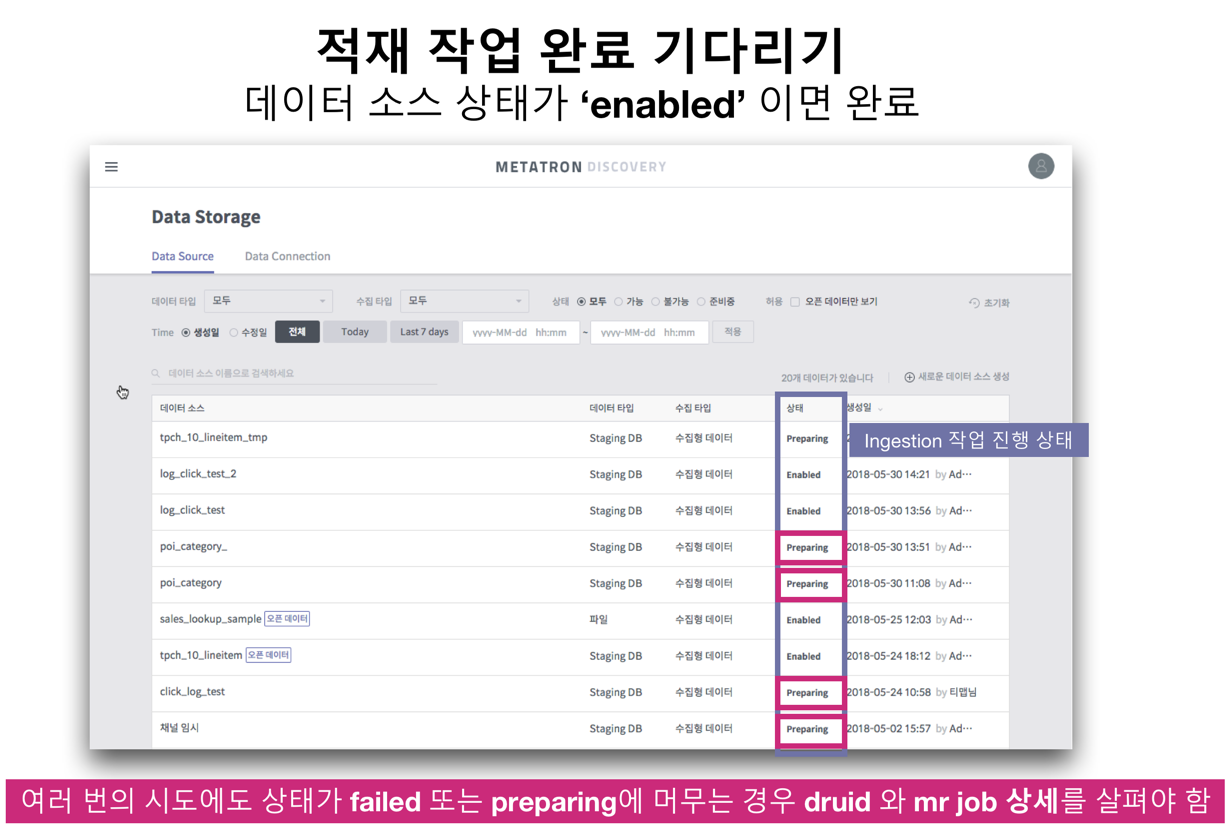 적재 작업 완료 기다리기
데이터 소스 상태가 ‘enabled’ 이면 완료
METATRON DISCOVERY
Data Storage
Data Source Data Connection
데이터 타입 모두 수집 타입 모두 상태 모두 가능 불가능 준비중 허용 오픈 데이터만 보기 초기화
Time 생성일 수정일 전체 Today Last 7 days yyyy-MM-dd hh:mm ~ yyyy-MM-dd hh:mm 적용
데이터 소스 이름으로 검색하세요 20개 데이터가 있습니다 새로운 데이터 소스 생성
데이터 소스 데이터 타입 수집 타입 상태 생성일
tpch_10_lineitem_tmp Staging DB 수집형 데이터 Preparing
Ingestion 작업 진행 상태
log_click_test_2 Staging DB 수집형 데이터 Enabled 2018-05-30 14:21 by Ad···
log_click_test Staging DB 수집형 데이터 Enabled 2018-05-30 13:56 by Ad···
poi_category_ Staging DB 수집형 데이터 Preparing 2018-05-30 13:51 by Ad···
poi_category Staging DB 수집형 데이터 Preparing 2018-05-30 11:08 by Ad···
sales_lookup_sample 오픈 데이터 파일 수집형 데이터 Enabled 2018-05-25 12:03 by Ad···
tpch_10_lineitem 오픈 데이터 Staging DB 수집형 데이터 Enabled 2018-05-24 18:12 by Ad···
click_log_test Staging DB 수집형 데이터 Preparing 2018-05-24 10:58 by 티맵님
채널 임시 Staging DB 수집형 데이터 Preparing 2018-05-02 15:57 by Ad···
여러 번의 시도에도 상태가 failed 또는 preparing에 머무는 경우 druid 와 mr job 상세를 살펴야 함